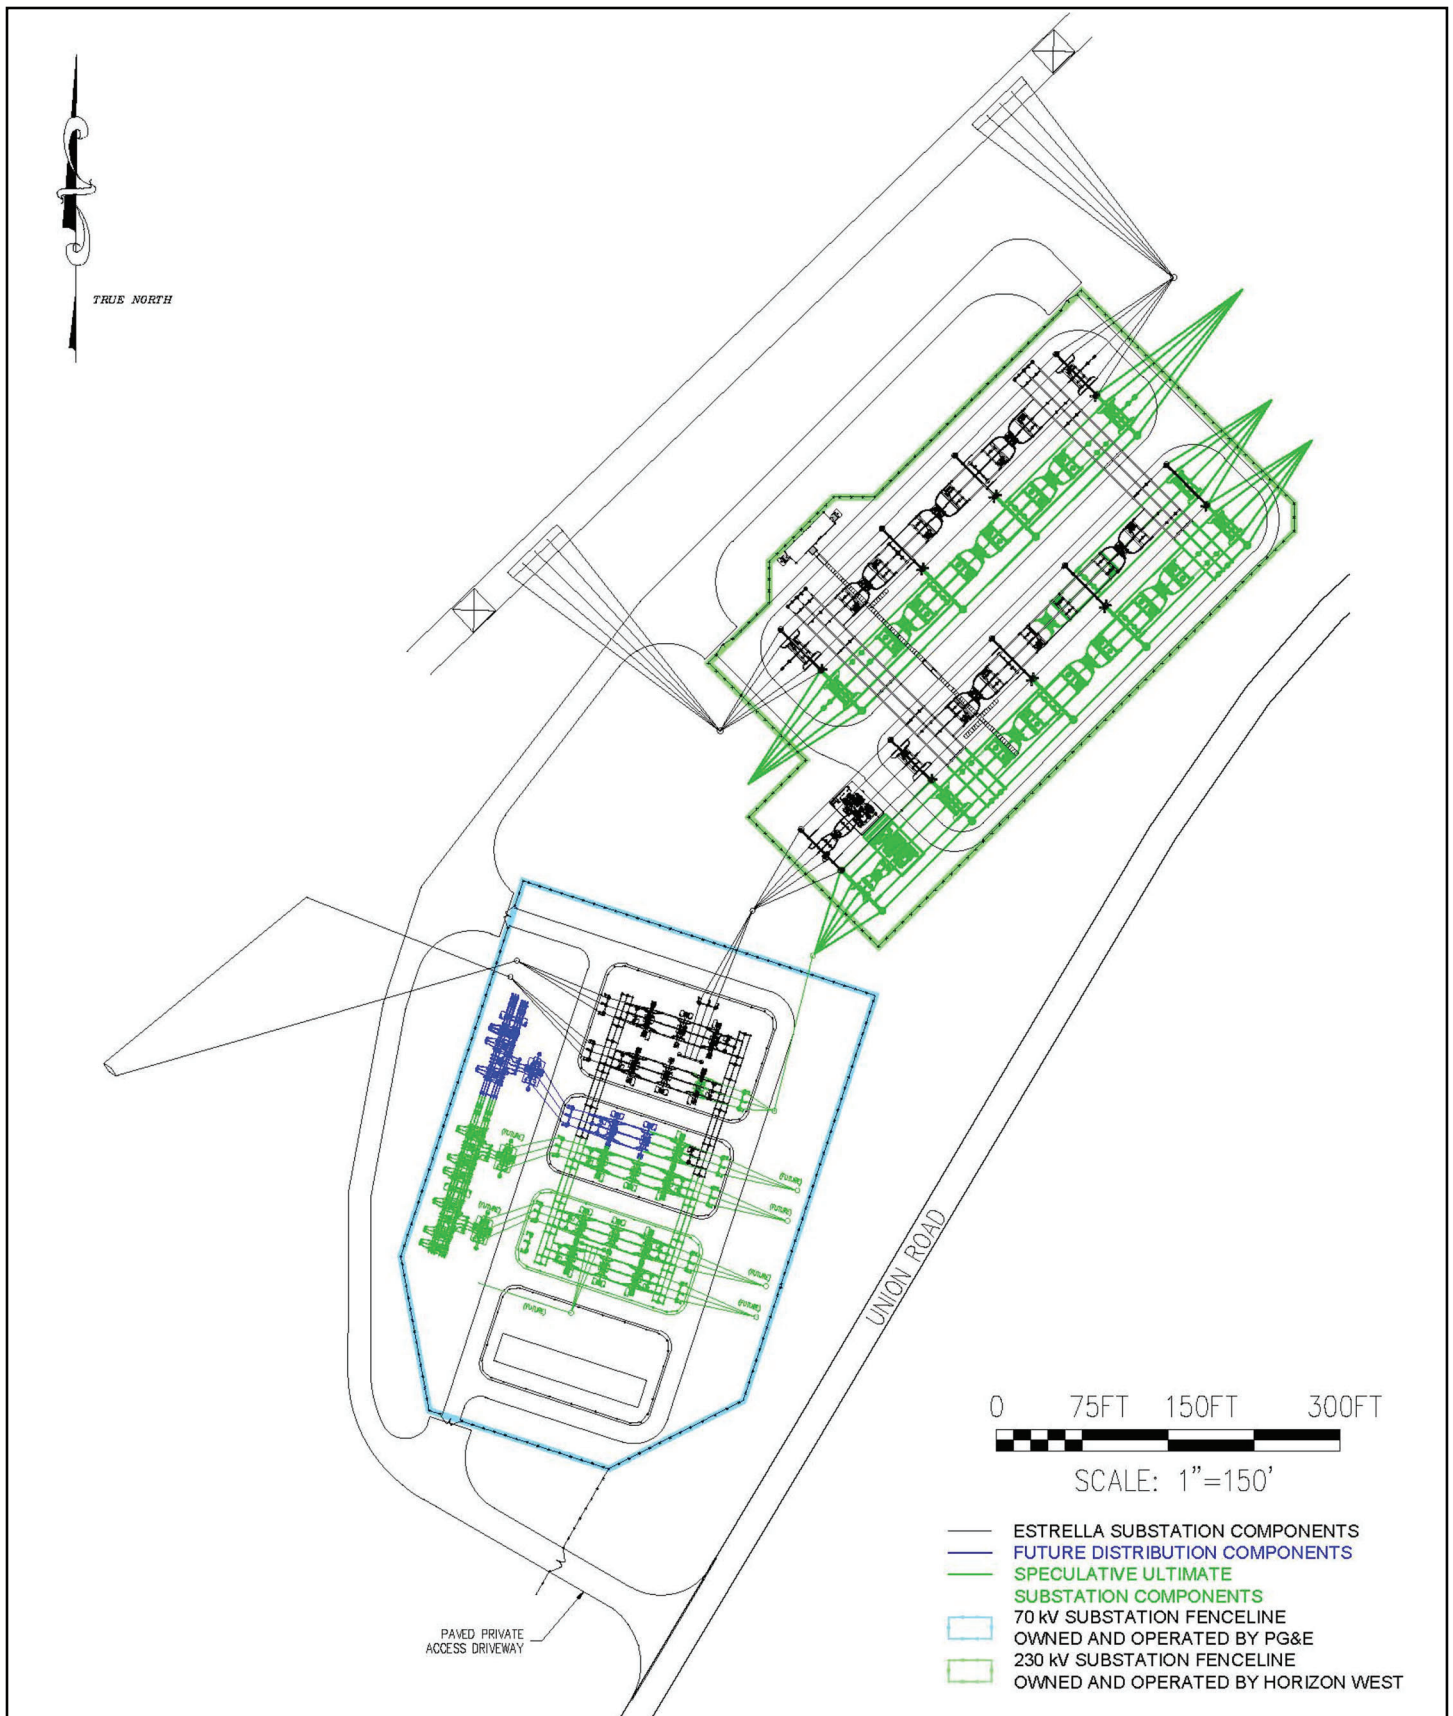 TRUE NORTH
UNION ROAD
0 75FT 150FT 300FT
SCALE: 1"=150'
ESTRELLA SUBSTATION COMPONENTS
FUTURE DISTRIBUTION COMPONENTS
SPECULATIVE ULTIMATE
SUBSTATION COMPONENTS
70 kV SUBSTATION FENCELINE
OWNED AND OPERATED BY PG&E
230 kV SUBSTATION FENCELINE
OWNED AND OPERATED BY HORIZON WEST
PAVED PRIVATE
ACCESS DRIVEWAY